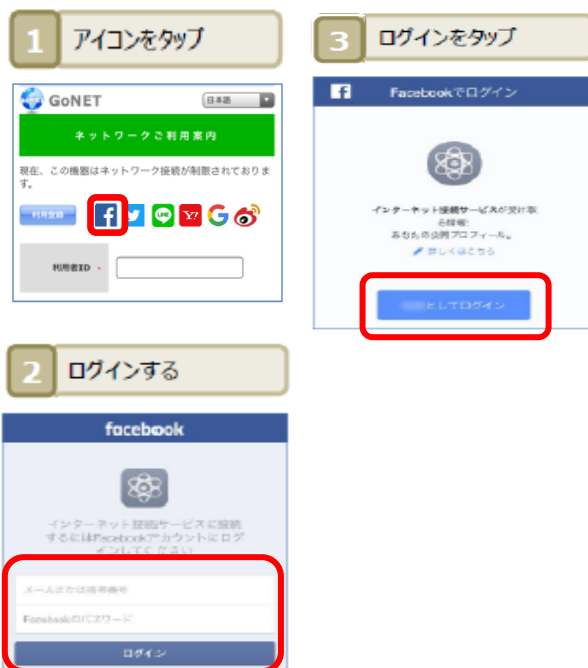 1 アイコンをタップ
GoNET
日本語
ネットワークご利用案内
現在、この機器はネットワーク接続が制限されておりま
す。
利用登録
LINE
利用者ID
2 ログインする
facebook
インターネット接続サービスに接続
するにはFacebookアカウントにログ
インしてください
メールまたは携帯番号
Facebookのパスワード
ログイン
3 ログインをタップ
Facebookでログイン
インターネット接続サービスが受け取
る情報:
あなたの公開プロフィール。
詳しくはこちら
としてログイン